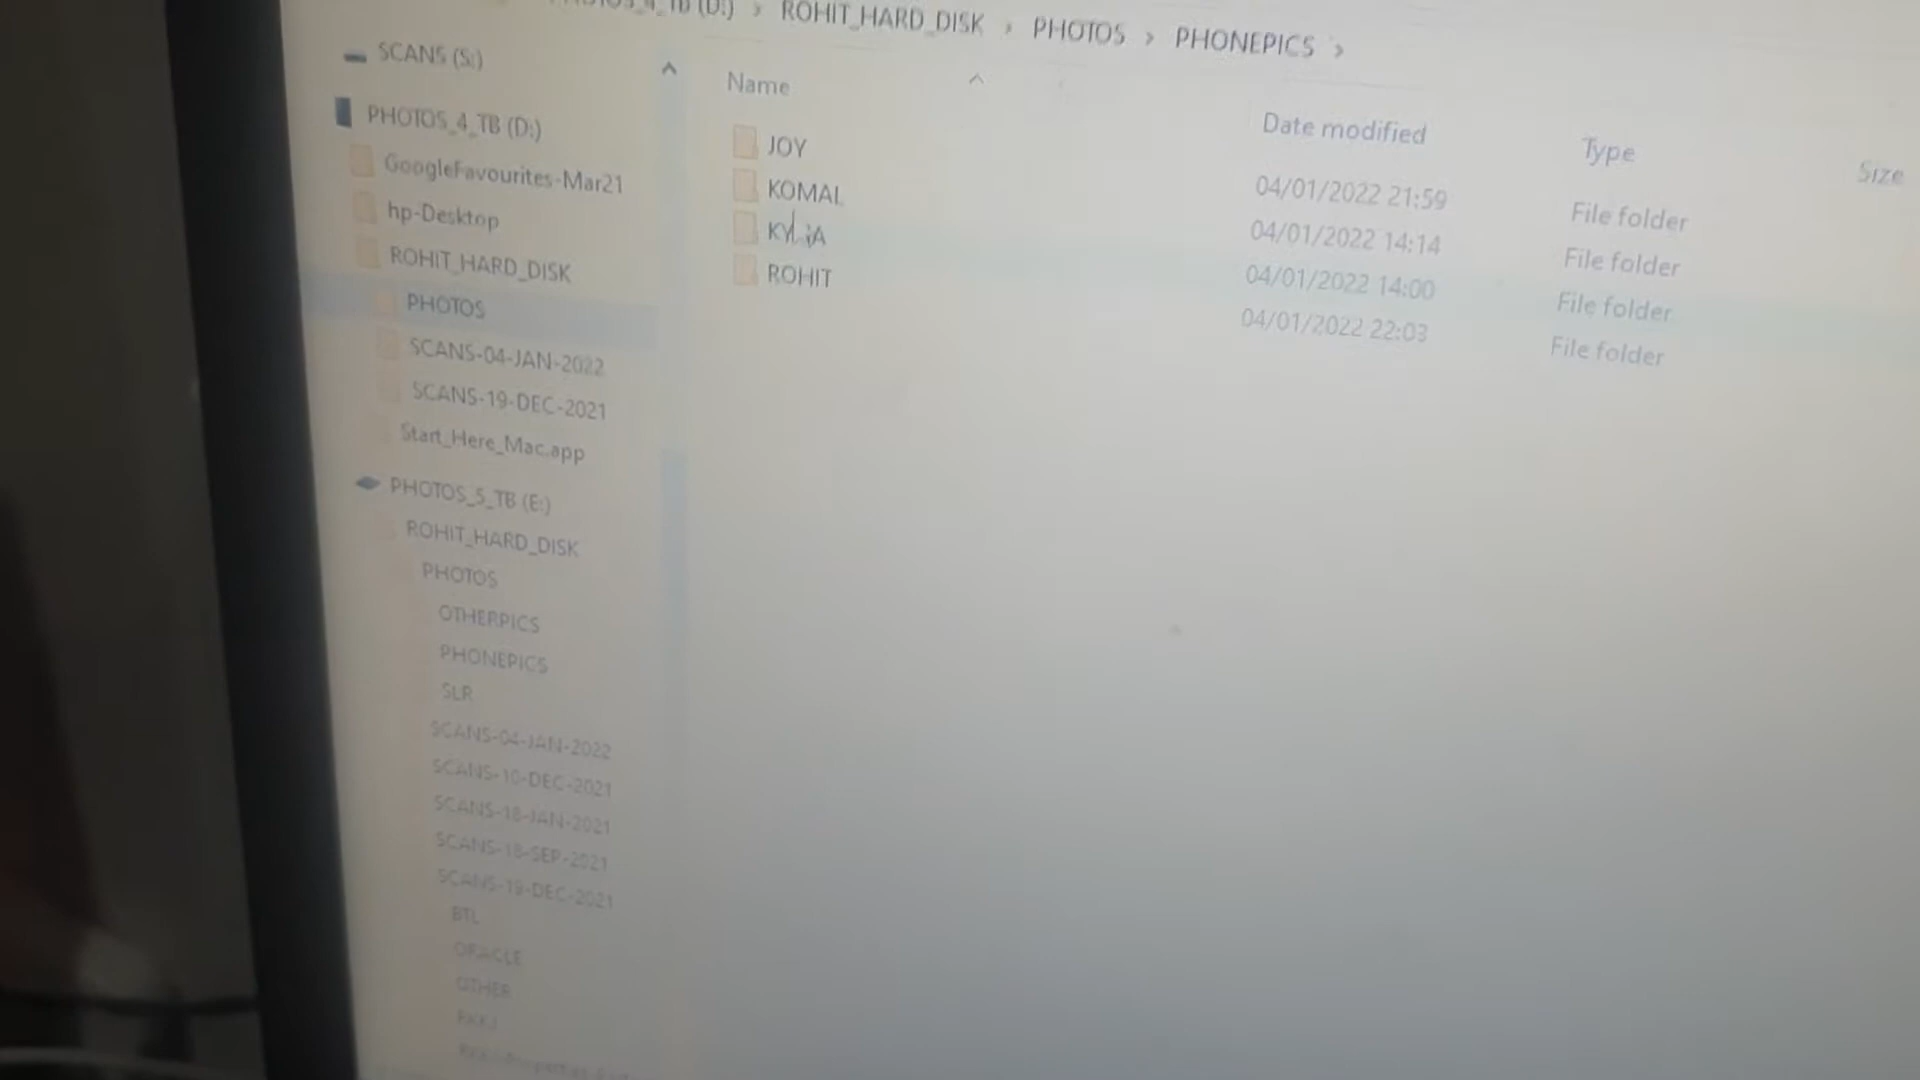 (D:) › ROHIT_HARD_DISK › PHOTOS › PHONEPICS ›
SCANS (S:)
PHOTOS_4_TB (D:)
GoogleFavourites-Mar21
hp-Desktop
ROHIT_HARD_DISK
PHOTOS
SCANS-04-JAN-2022
SCANS-19-DEC-2021
Start_Here_Mac.app
PHOTOS_5_TB (E:)
ROHIT_HARD_DISK
PHOTOS
OTHERPICS
PHONEPICS
SLR
SCANS-04-JAN-2022
SCANS-10-DEC-2021
SCANS-18-JAN-2021
SCANS-18-SEP-2021
SCANS-19-DEC-2021
BTL
ORACLE
OTHER
Name Date modified Type Size
JOY 04/01/2022 21:59 File folder
KOMAL 04/01/2022 14:14 File folder
04/01/2022 14:00 File folder
ROHIT 04/01/2022 22:03 File folder